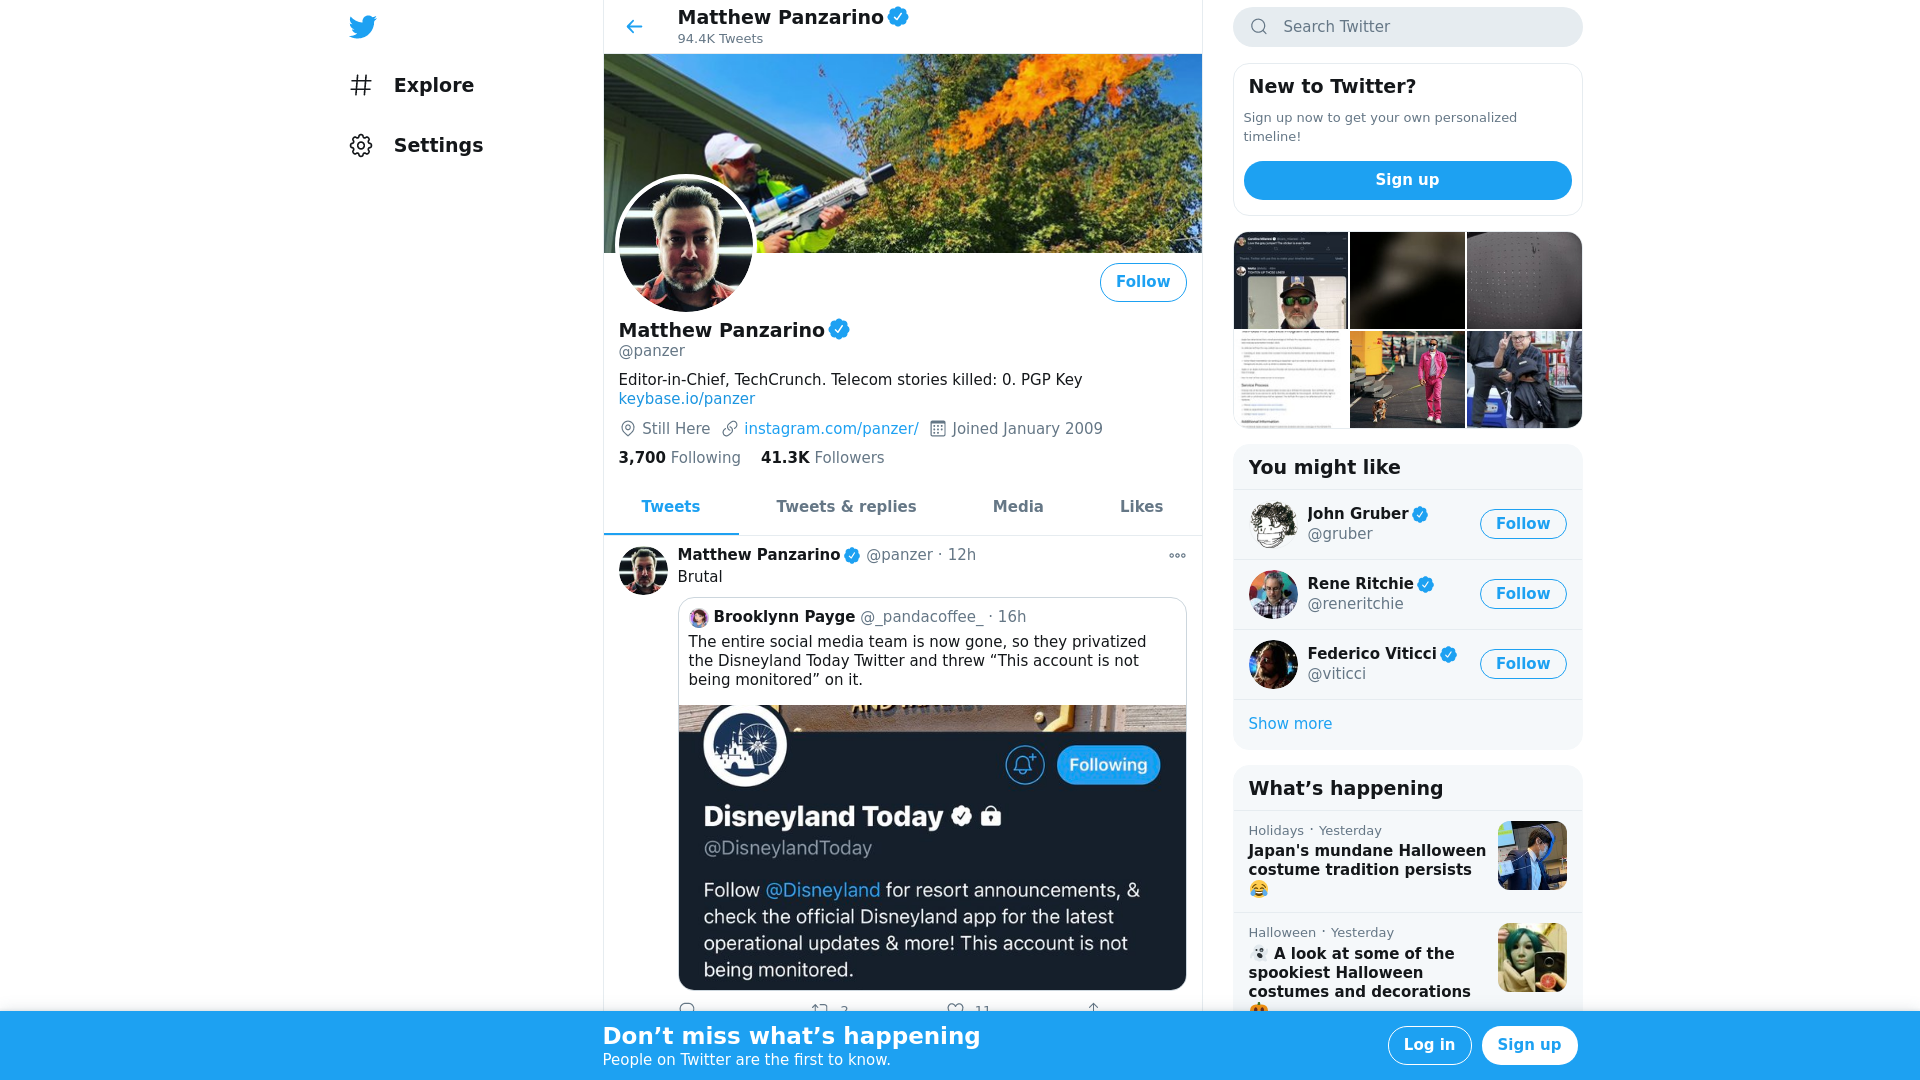 Explore
Settings
Matthew Panzarino
94.4K Tweets
Follow
Matthew Panzarino
@panzer
Editor-in-Chief, TechCrunch. Telecom stories killed: 0. PGP Key
keybase.io/panzer
Still Here instagram.com/panzer/ Joined January 2009
3,700 Following 41.3K Followers
Tweets Tweets & replies Media Likes
Matthew Panzarino @panzer · 12h
Brutal
Brooklynn Payge @_pandacoffee_ · 16h
The entire social media team is now gone, so they privatized
the Disneyland Today Twitter and threw “This account is not
being monitored” on it.
Following
Disneyland Today
@DisneylandToday
Follow @Disneyland for resort announcements, &
check the official Disneyland app for the latest
operational updates & more! This account is not
being monitored.
Search Twitter
New to Twitter?
Sign up now to get your own personalized
timeline!
Sign up
You might like
John Gruber
@gruber
Follow
Rene Ritchie
@reneritchie
Follow
Federico Viticci
@viticci
Follow
Show more
What’s happening
Holidays · Yesterday
Japan's mundane Halloween
costume tradition persists
😂
Halloween · Yesterday
👻 A look at some of the
spookiest Halloween
costumes and decorations
🎃
Don’t miss what’s happening
People on Twitter are the first to know.
Log in
Sign up